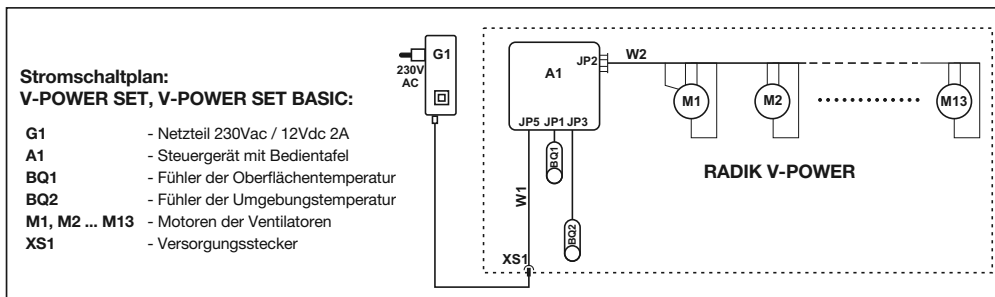 Stromschaltplan:
V-POWER SET, V-POWER SET BASIC:
G1 - Netzteil 230Vac / 12Vdc 2A
A1 - Steuergerät mit Bedientafel
BQ1 - Fühler der Oberflächentemperatur
BQ2 - Fühler der Umgebungstemperatur
M1, M2 ... M13 - Motoren der Ventilatoren
XS1 - Versorgungsstecker
G1
230V
AC
A1
JP2
W2
JP5 JP1 JP3
BQ1
BQ2
W1
XS1
M1
M2
M13
RADIK V-POWER